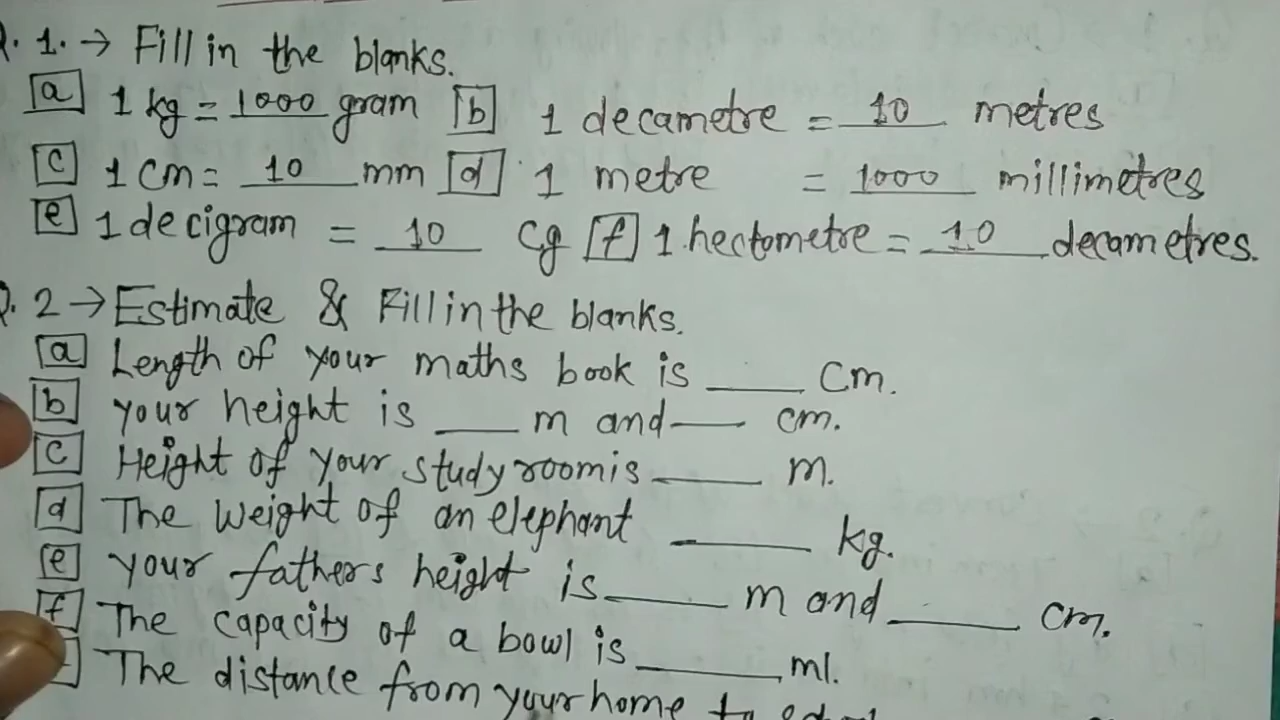 . 1. → Fill in the blanks.
a 1 kg = 1000 gram b 1 decametre = 10 metres
c 1 cm = 10 mm d 1 metre = 1000 millimetres
e 1 decigram = 10 cg f 1 hectometre = 10 decametres.
. 2 → Estimate & Fill in the blanks.
a Length of your maths book is ____ cm.
b your height is ____ m and ____ cm.
c Height of your study room is ____ m.
d The weight of an elephant ____ kg.
e your fathers height is ____ m and ____ cm.
f The capacity of a bowl is ____ ml.
The distance from your home to